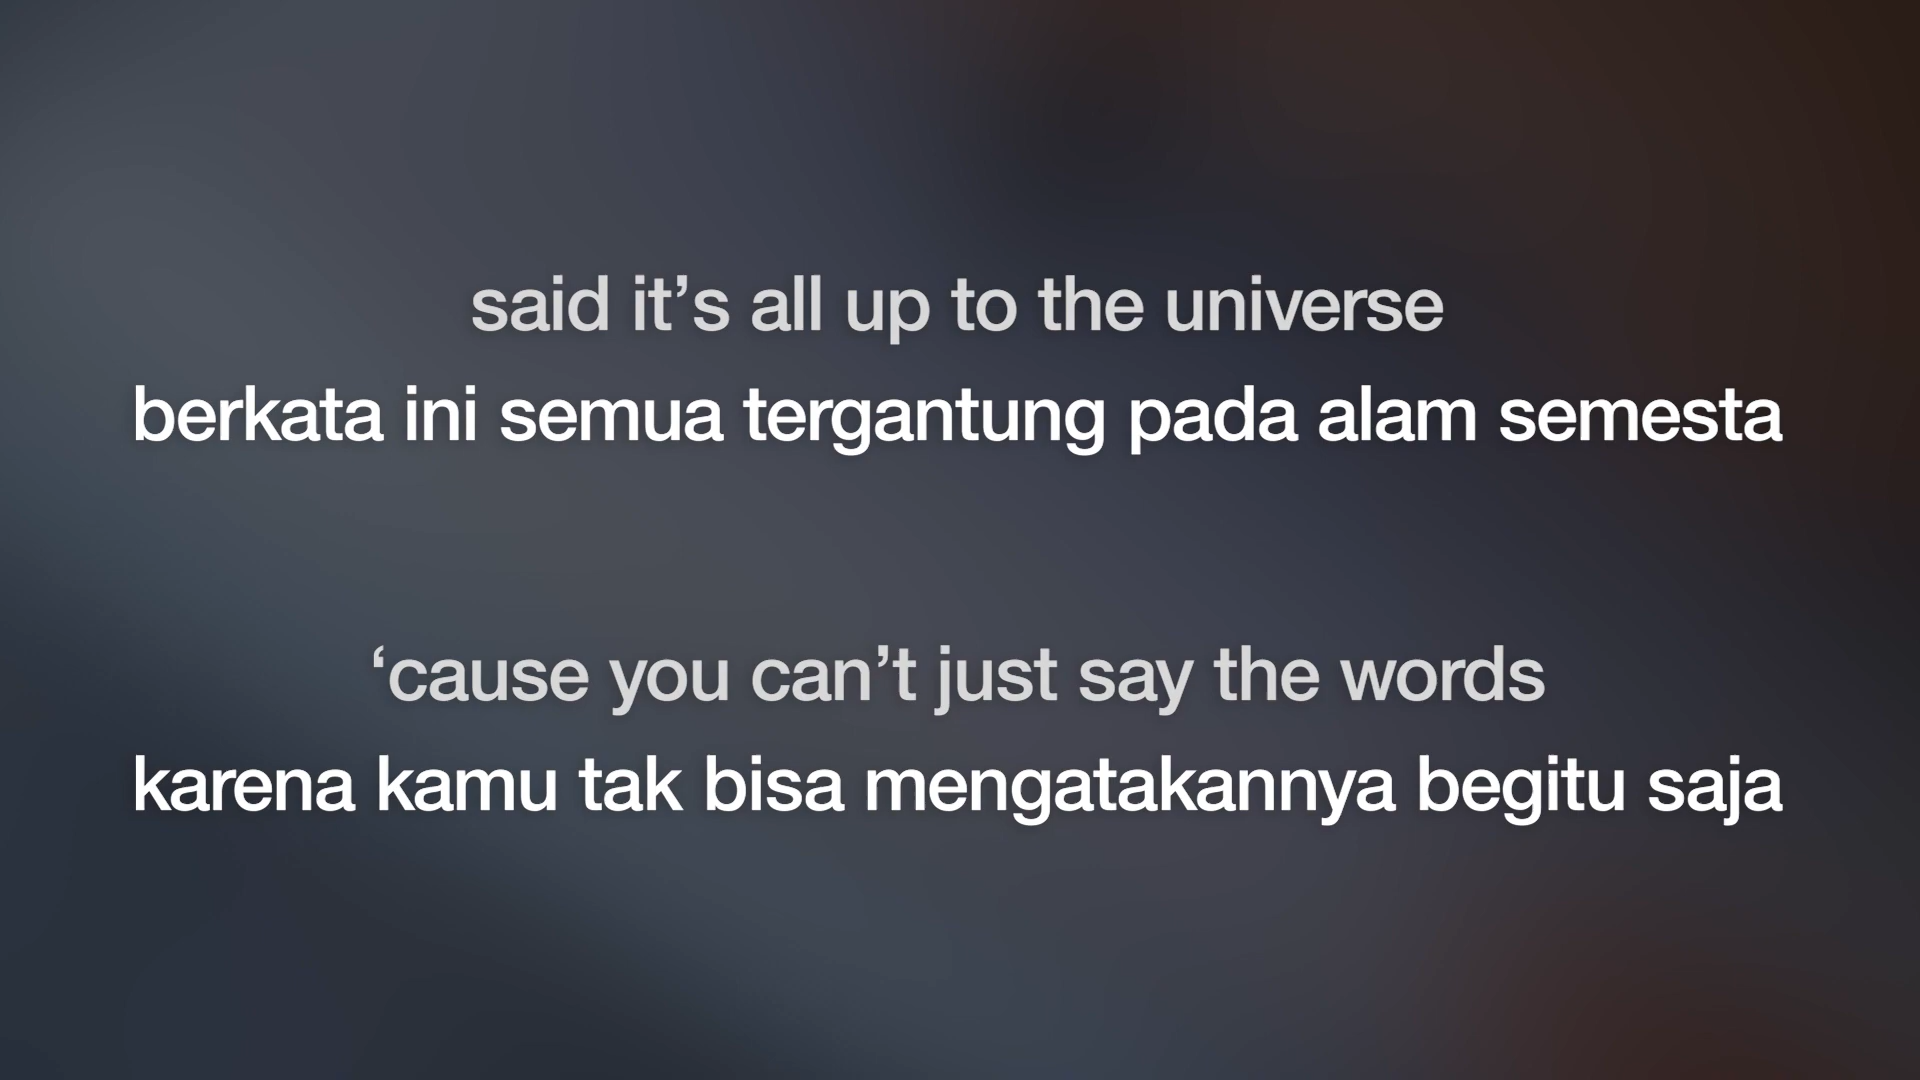 said it’s all up to the universe
berkata ini semua tergantung pada alam semesta
‘cause you can’t just say the words
karena kamu tak bisa mengatakannya begitu saja